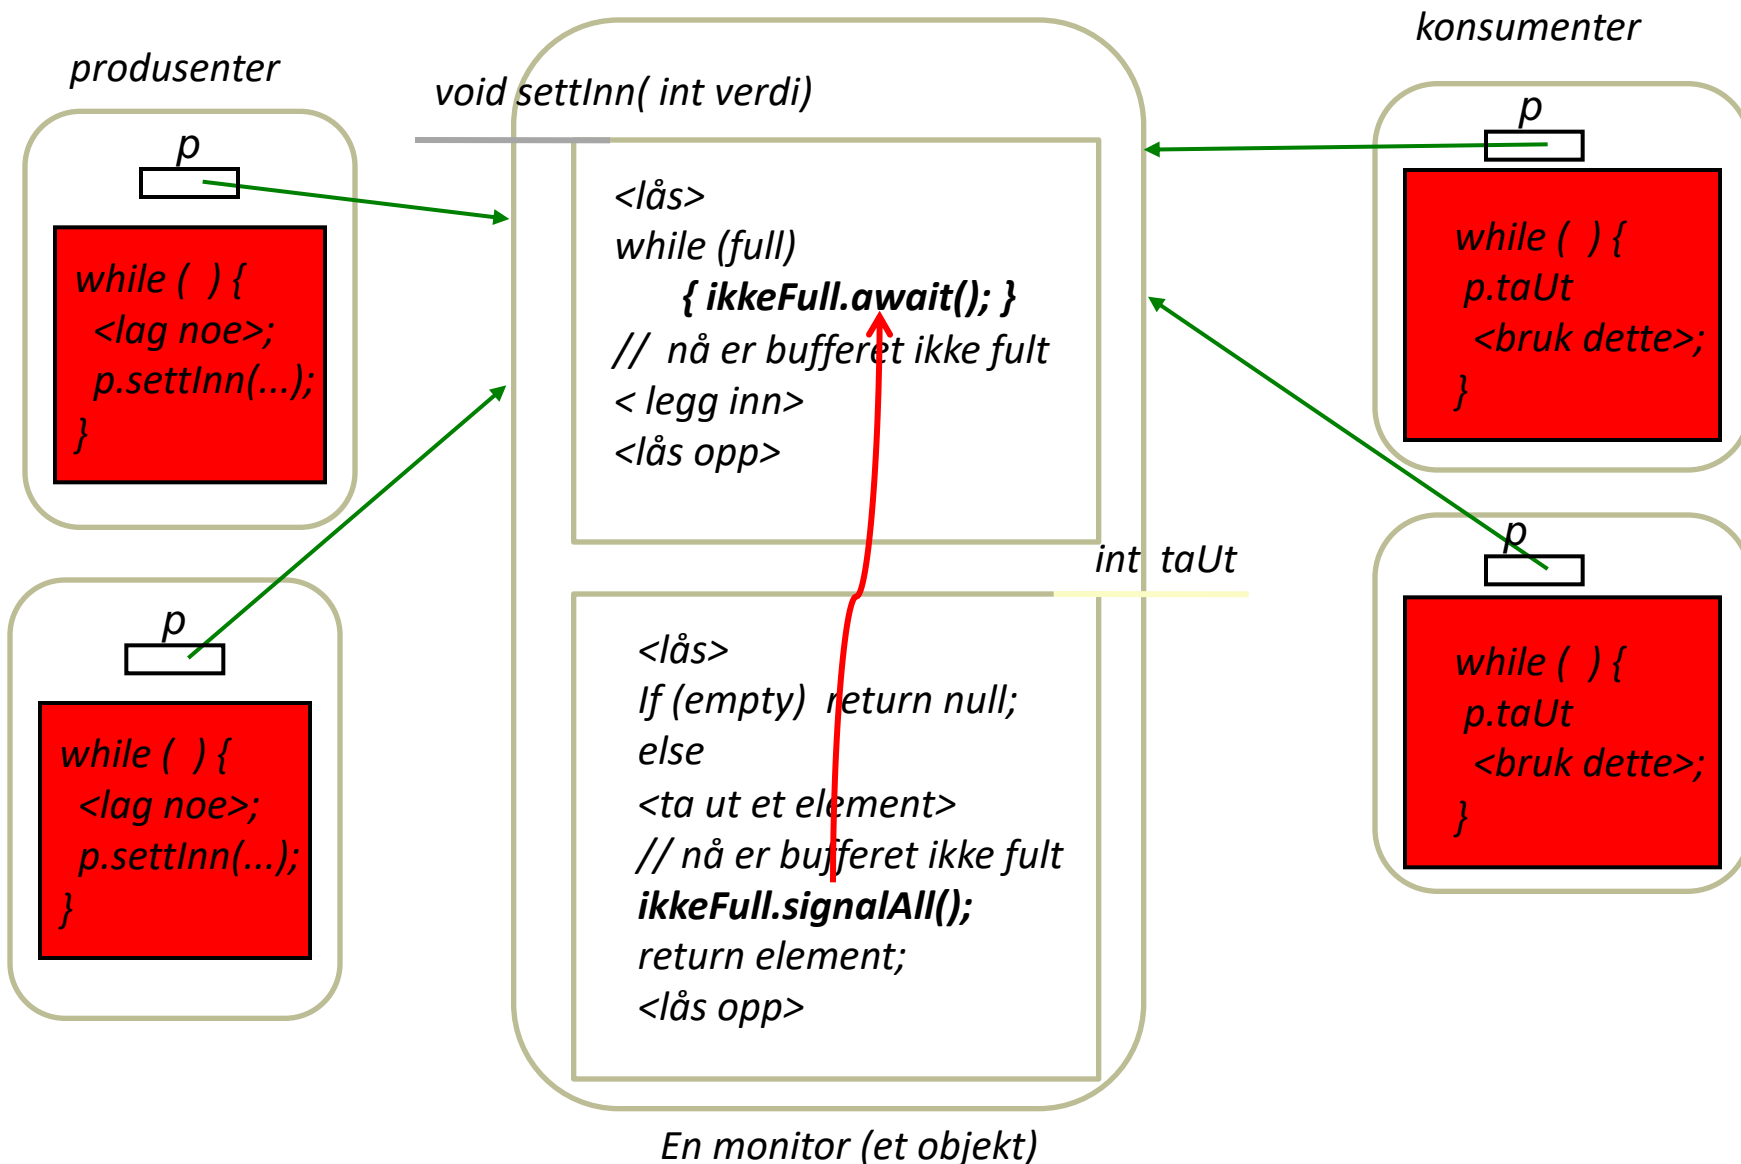 produsenter
p
while ( ) {
<lag noe>;
p.settInn(...);
}
p
while ( ) {
<lag noe>;
p.settInn(...);
}
void settInn( int verdi)
<lås>
while (full)
{ ikkeFull.await(); }
// nå er bufferet ikke fult
< legg inn>
<lås opp>
int taUt
<lås>
If (empty) return null;
else
<ta ut et element>
// nå er bufferet ikke fult
ikkeFull.signalAll();
return element;
<lås opp>
En monitor (et objekt)
konsumenter
p
while ( ) {
p.taUt
<bruk dette>;
}
p
while ( ) {
p.taUt
<bruk dette>;
}